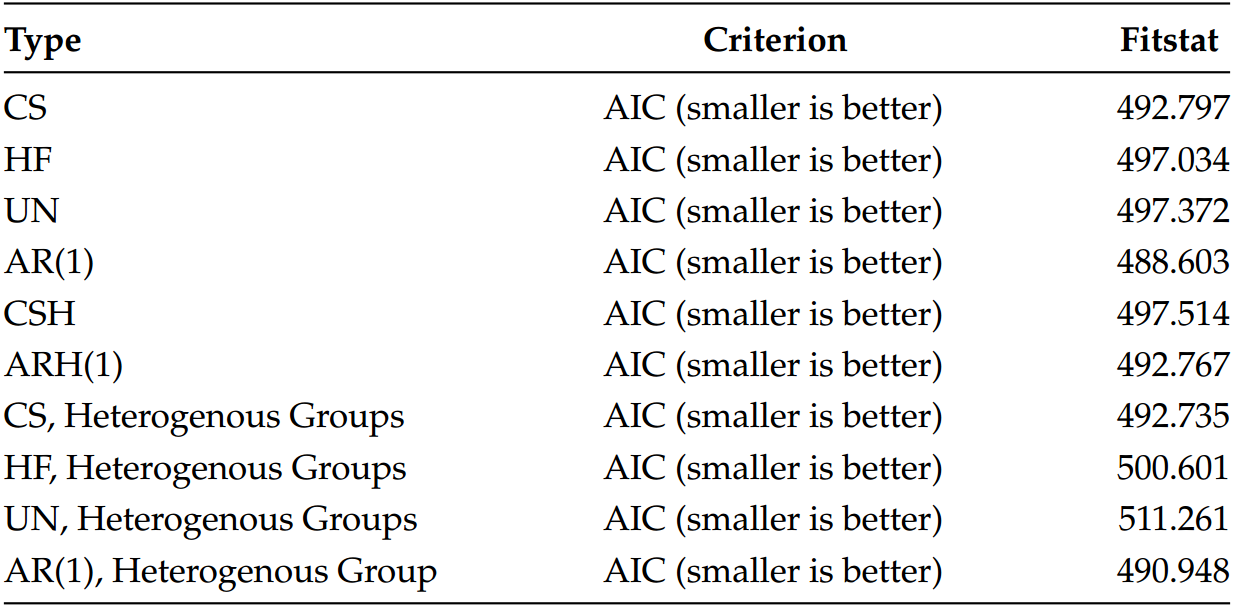 Type Criterion Fitstat
CS AIC (smaller is better) 492.797
HF AIC (smaller is better) 497.034
UN AIC (smaller is better) 497.372
AR(1) AIC (smaller is better) 488.603
CSH AIC (smaller is better) 497.514
ARH(1) AIC (smaller is better) 492.767
CS, Heterogenous Groups AIC (smaller is better) 492.735
HF, Heterogenous Groups AIC (smaller is better) 500.601
UN, Heterogenous Groups AIC (smaller is better) 511.261
AR(1), Heterogenous Group AIC (smaller is better) 490.948